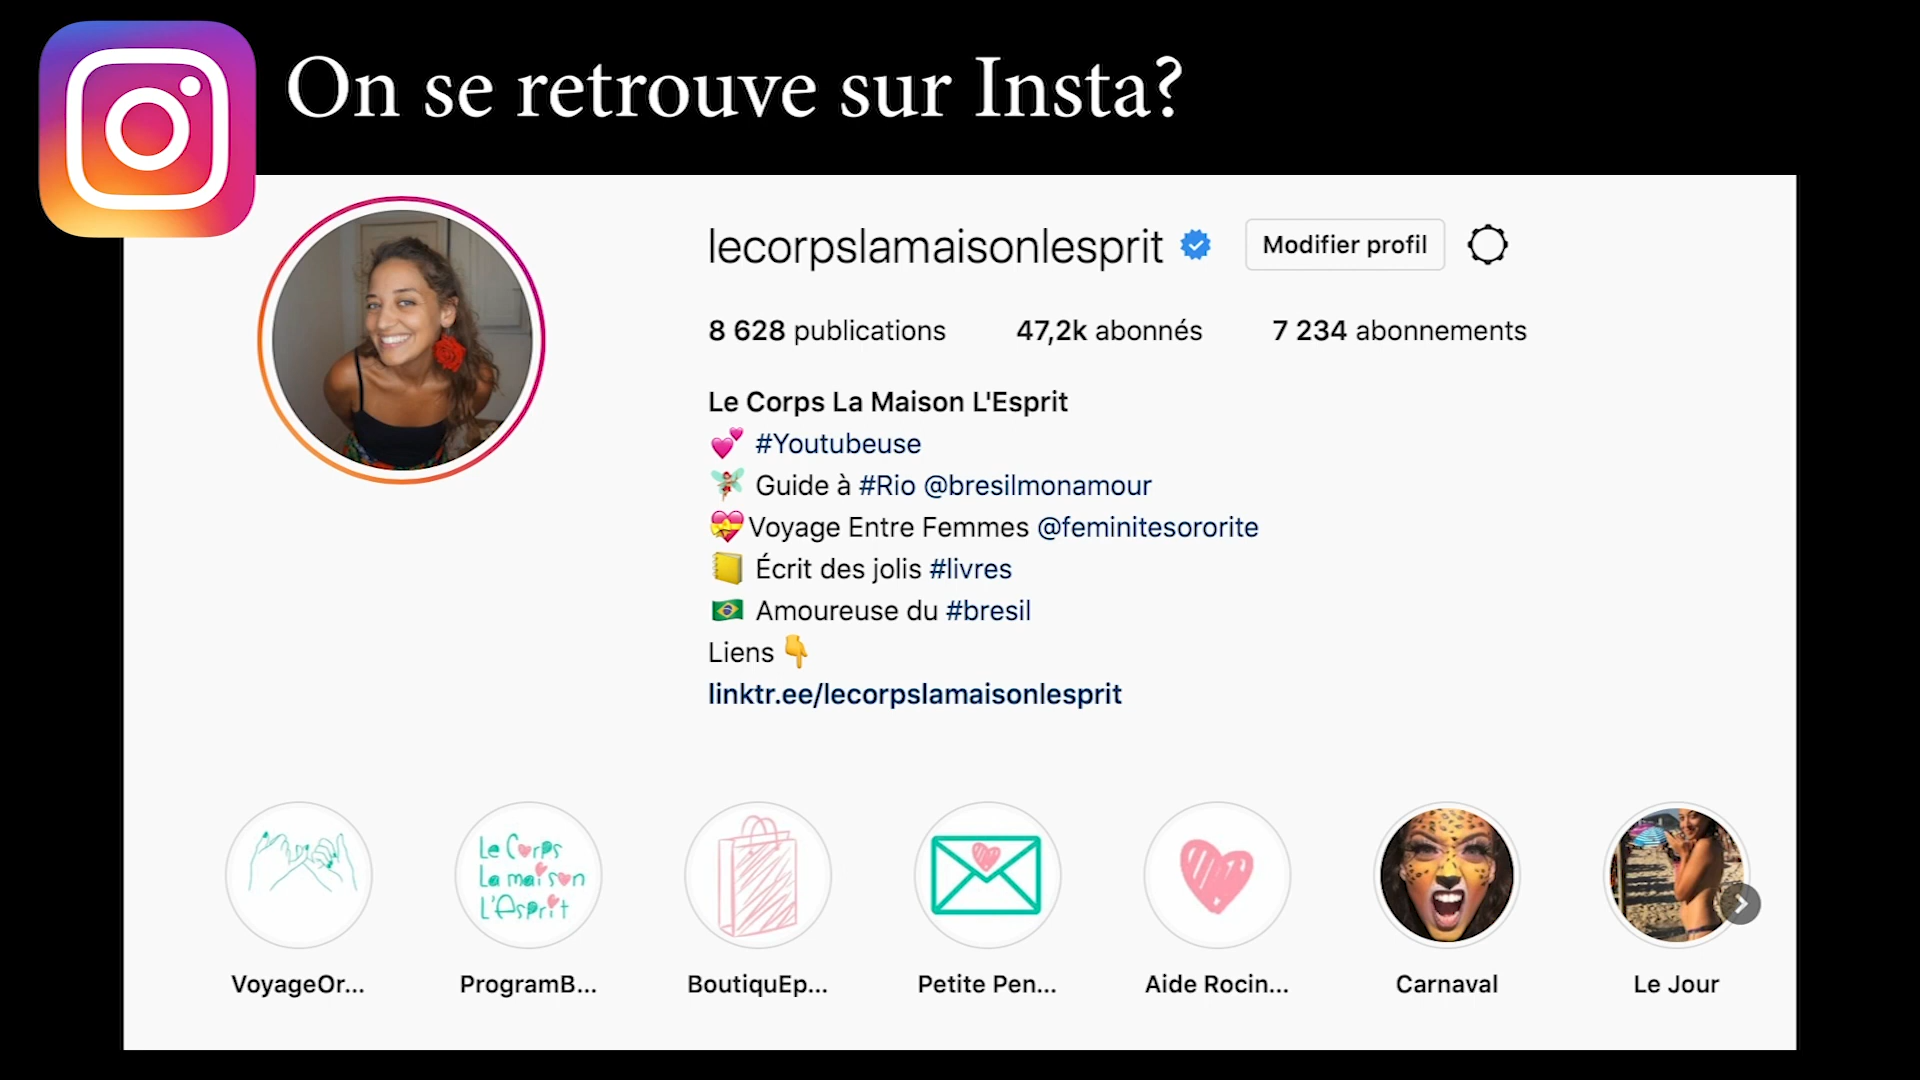 On se retrouve sur Insta?
lecorpslamaisonlesprit Modifier profil
8 628 publications 47,2k abonnés 7 234 abonnements
Le Corps La Maison L'Esprit
💕 #Youtubeuse
🧚 Guide à #Rio @bresilmonamour
💝Voyage Entre Femmes @feminitesororite
📒 Écrit des jolis #livres
🇧🇷 Amoureuse du #bresil
Liens 👇
linktr.ee/lecorpslamaisonlesprit
Le Corps
La maison
L'Esprit
VoyageOr... ProgramB... BoutiquEp... Petite Pen... Aide Rocin... Carnaval Le Jour